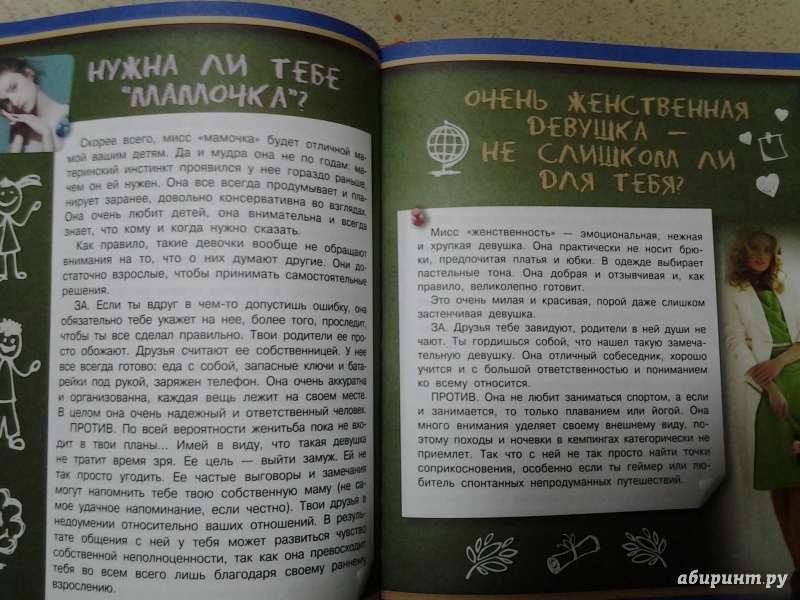 НУЖНА ЛИ ТЕБЕ
"МАМОЧКА"?
Скорее всего, мисс «мамочка» будет отличной ма-
мой вашим детям. Да и мудра она не по годам: ма-
теринский инстинкт проявился у нее гораздо раньше,
чем он ей нужен. Она все всегда продумывает и пла-
нирует заранее, довольно консервативна во взглядах.
Она очень любит детей, она внимательна и всегда
знает, что кому и когда нужно сказать.
Как правило, такие девочки вообще не обращают
внимания на то, что о них думают другие. Они до-
статочно взрослые, чтобы принимать самостоятельные
решения.
ЗА. Если ты вдруг в чем-то допустишь ошибку, она
обязательно тебе укажет на нее, более того, проследит,
чтобы ты все сделал правильно. Твои родители ее про-
сто обожают. Друзья считают ее собственницей. У нее
все всегда готово: еда с собой, запасные ключи и бата-
рейки под рукой, заряжен телефон. Она очень аккуратна
и организованна, каждая вещь лежит на своем месте.
В целом она очень надежный и ответственный человек.
ПРОТИВ. По всей вероятности женитьба пока не вхо-
дит в твои планы... Имей в виду, что такая девушка
не тратит время зря. Ее цель — выйти замуж. Ей не
так просто угодить. Ее частые выговоры и замечания
могут напомнить тебе твою собственную маму (не са-
мое удачное напоминание, если честно). Твои друзья в
недоумении относительно ваших отношений. В резуль-
тате общения с ней у тебя может развиться чувство
собственной неполноценности, так как она превосходит
тебя во всем всего лишь благодаря своему раннему
взрослению.
ОЧЕНЬ ЖЕНСТВЕННАЯ
ДЕВУШКА —
НЕ СЛИШКОМ ЛИ
ДЛЯ ТЕБЯ?
Мисс «женственность» — эмоциональная, нежная
и хрупкая девушка. Она практически не носит брю-
ки, предпочитая платья и юбки. В одежде выбирает
пастельные тона. Она добрая и отзывчивая и, как
правило, великолепно готовит.
Это очень милая и красивая, порой даже слишком
застенчивая девушка.
ЗА. Друзья тебе завидуют, родители в ней души не
чают. Ты гордишься собой, что нашел такую замеча-
тельную девушку. Она отличный собеседник, хорошо
учится и с большой ответственностью и пониманием
ко всему относится.
ПРОТИВ. Она не любит заниматься спортом, а если
и занимается, то только плаванием или йогой. Она
много внимания уделяет своему внешнему виду, по-
этому походы и ночевки в кемпингах категорически не
приемлет. Так что с ней не так просто найти точки
соприкосновения, особенно если ты геймер или лю-
битель спонтанных непродуманных путешествий.
абиринт.ру